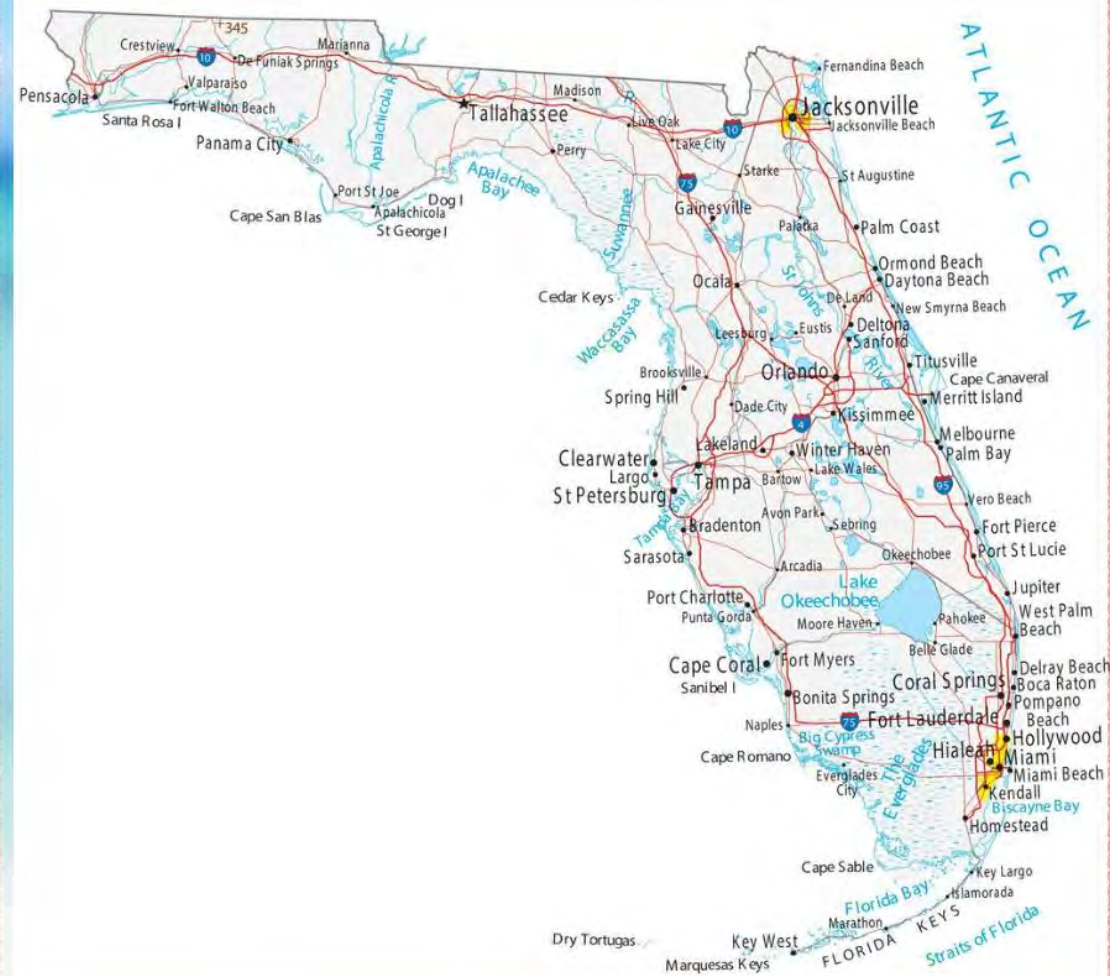 345
Crestview
10
De Funiak Springs
Marianna
Valparaiso
Pensacola
Fort Walton Beach
Santa Rosa I
Panama City
Apalachicola R
Tallahassee
Madison
R
Live Oak
Lake City
10
Perry
Port St Joe
Apalachicola
Dog I
Cape San Blas
St George I
Apalachee
Bay
Suwannee
Fernandina Beach
Jacksonville
Jacksonville Beach
75
Starke
St Augustine
Gainesville
Palatka
Palm Coast
ATLANTIC OCEAN
Ocala
St Johns
River
Ormond Beach
Daytona Beach
De Land
New Smyrna Beach
Cedar Keys
Waccasassa
Bay
Leesburg
Eustis
Deltona
Sanford
Titusville
Brooksville
Orlando
Cape Canaveral
Spring Hill
Dade City
Merritt Island
Kissimmee
4
Lakeland
Winter Haven
Melbourne
Palm Bay
Clearwater
Largo
Tampa
Bartow
Lake Wales
St Petersburg
95
Vero Beach
Tampa Bay
Avon Park
Sebring
Bradenton
Fort Pierce
Sarasota
Okeechobee
Port St Lucie
Arcadia
Lake
Okeechobee
Jupiter
Port Charlotte
Punta Gorda
Moore Haven
Pahokee
West Palm
Beach
Belle Glade
Cape Coral
Fort Myers
Sanibel I
Delray Beach
Coral Springs
Boca Raton
Bonita Springs
Pompano
Beach
75
Fort Lauderdale
Naples
Big Cypress
Swamp
Hollywood
Hialeah
Miami
Cape Romano
The
Everglades
Miami Beach
Everglades
City
Kendall
Biscayne Bay
Homestead
Cape Sable
Key Largo
Florida Bay
Islamorada
Marathon
FLORIDA KEYS
Straits of Florida
Dry Tortugas
Key West
Marquesas Keys